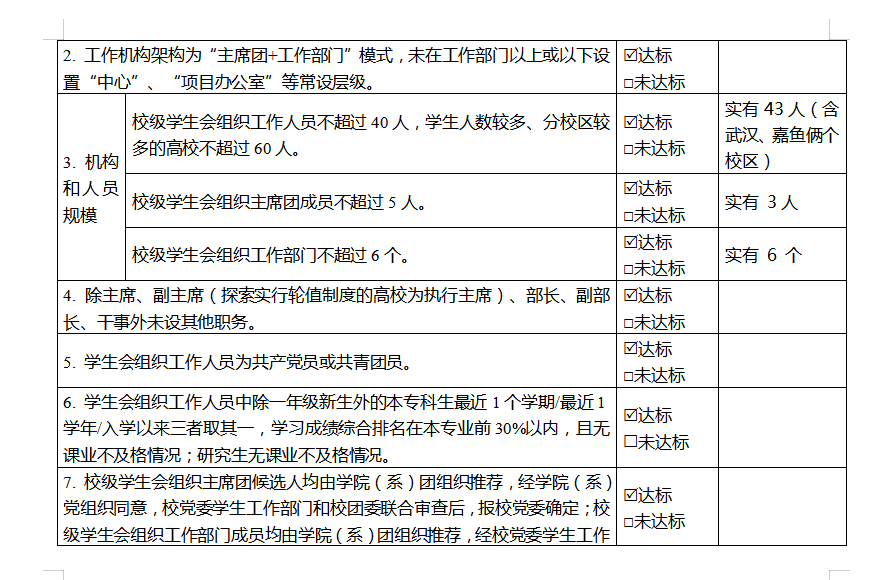 2. 工作机构架构为“主席团+工作部门”模式，未在工作部门以上或以下设
置“中心”、“项目办公室”等常设层级。
☑达标
□未达标
3. 机构
和人员
规模
校级学生会组织工作人员不超过 40 人，学生人数较多、分校区较
多的高校不超过 60 人。
☑达标
□未达标
实有 43 人（含
武汉、嘉鱼俩个
校区）
校级学生会组织主席团成员不超过 5 人。
☑达标
□未达标
实有 3 人
校级学生会组织工作部门不超过 6 个。
☑达标
□未达标
实有 6 个
4. 除主席、副主席（探索实行轮值制度的高校为执行主席）、部长、副部
长、干事外未设其他职务。
☑达标
□未达标
5. 学生会组织工作人员为共产党员或共青团员。
☑达标
□未达标
6. 学生会组织工作人员中除一年级新生外的本专科生最近 1 个学期/最近 1
学年/入学以来三者取其一，学习成绩综合排名在本专业前 30%以内，且无
课业不及格情况；研究生无课业不及格情况。
☑达标
□未达标
7. 校级学生会组织主席团候选人均由学院（系）团组织推荐，经学院（系）
党组织同意，校党委学生工作部门和校团委联合审查后，报校党委确定；校
级学生会组织工作部门成员均由学院（系）团组织推荐，经校党委学生工作
☑达标
□未达标